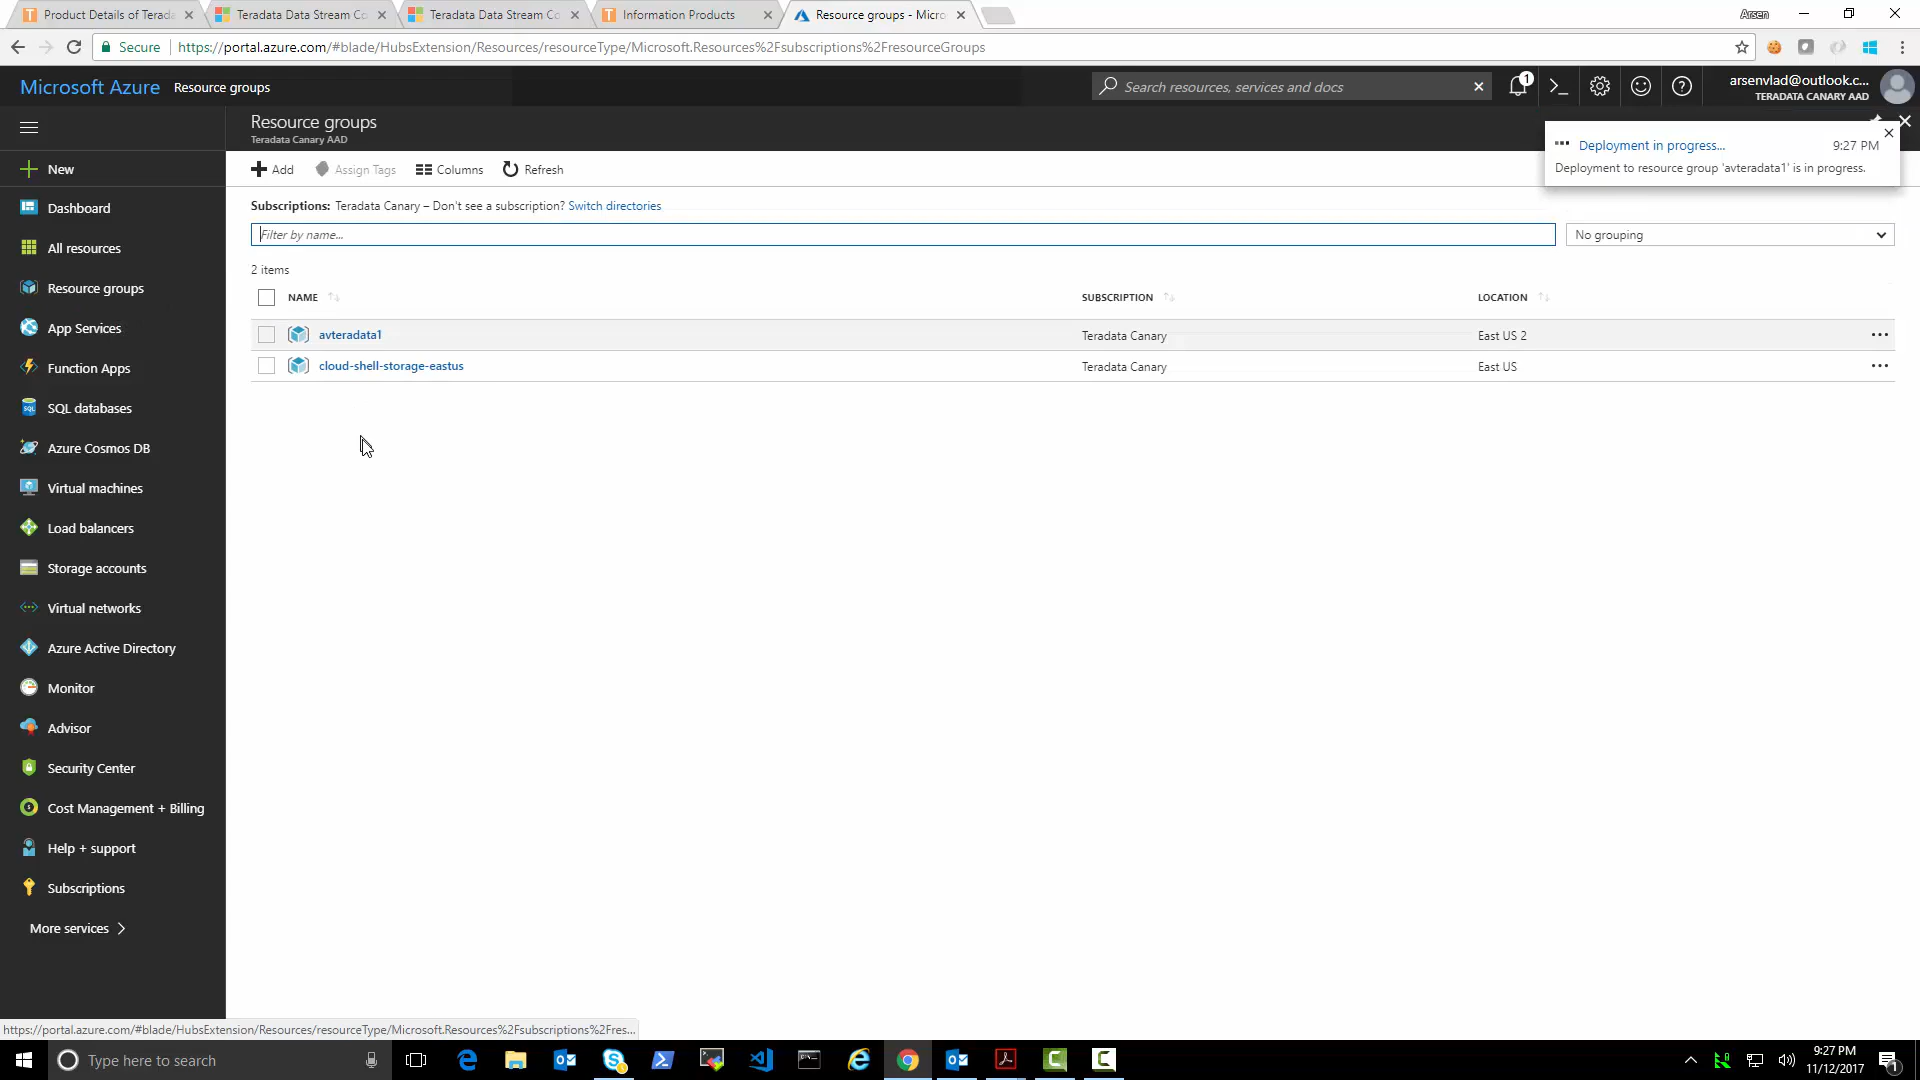 Product Details of Terada
Teradata Data Stream Co
Teradata Data Stream Co
Information Products
Resource groups - Micro
Arsen
Secure
https://portal.azure.com/#blade/HubsExtension/Resources/resourceType/Microsoft.Resources%2Fsubscriptions%2FresourceGroups
Microsoft Azure
Resource groups
Search resources, services and docs
1
arsenvlad@outlook.c...
TERADATA CANARY AAD
Resource groups
Teradata Canary AAD
Deployment in progress...
9:27 PM
Deployment to resource group 'avteradata1' is in progress.
Add
Assign Tags
Columns
Refresh
Subscriptions: Teradata Canary – Don't see a subscription? Switch directories
Filter by name...
No grouping
2 items
NAME
SUBSCRIPTION
LOCATION
avteradata1
Teradata Canary
East US 2
cloud-shell-storage-eastus
Teradata Canary
East US
New
Dashboard
All resources
Resource groups
App Services
Function Apps
SQL databases
Azure Cosmos DB
Virtual machines
Load balancers
Storage accounts
Virtual networks
Azure Active Directory
Monitor
Advisor
Security Center
Cost Management + Billing
Help + support
Subscriptions
More services
https://portal.azure.com/#blade/HubsExtension/Resources/resourceType/Microsoft.Resources%2Fsubscriptions%2Fres...
Type here to search
9:27 PM
11/12/2017
1